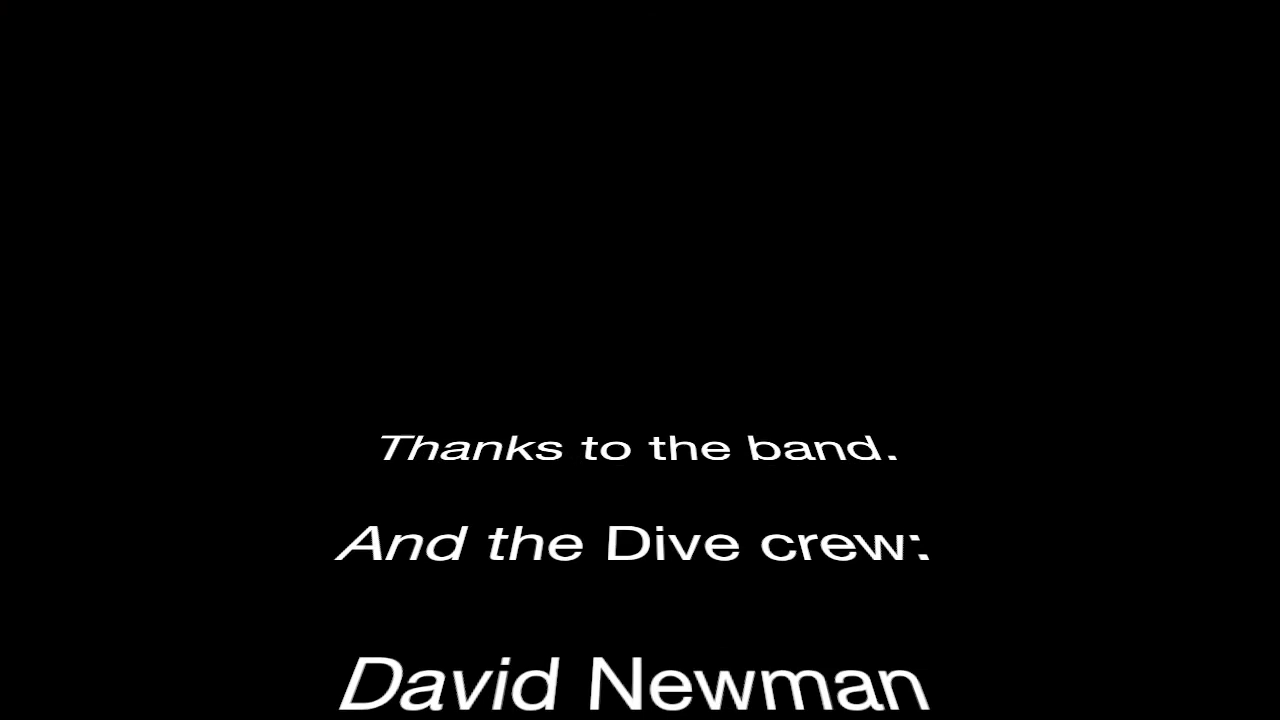 Thanks to the band.
And the Dive crew:
David Newman